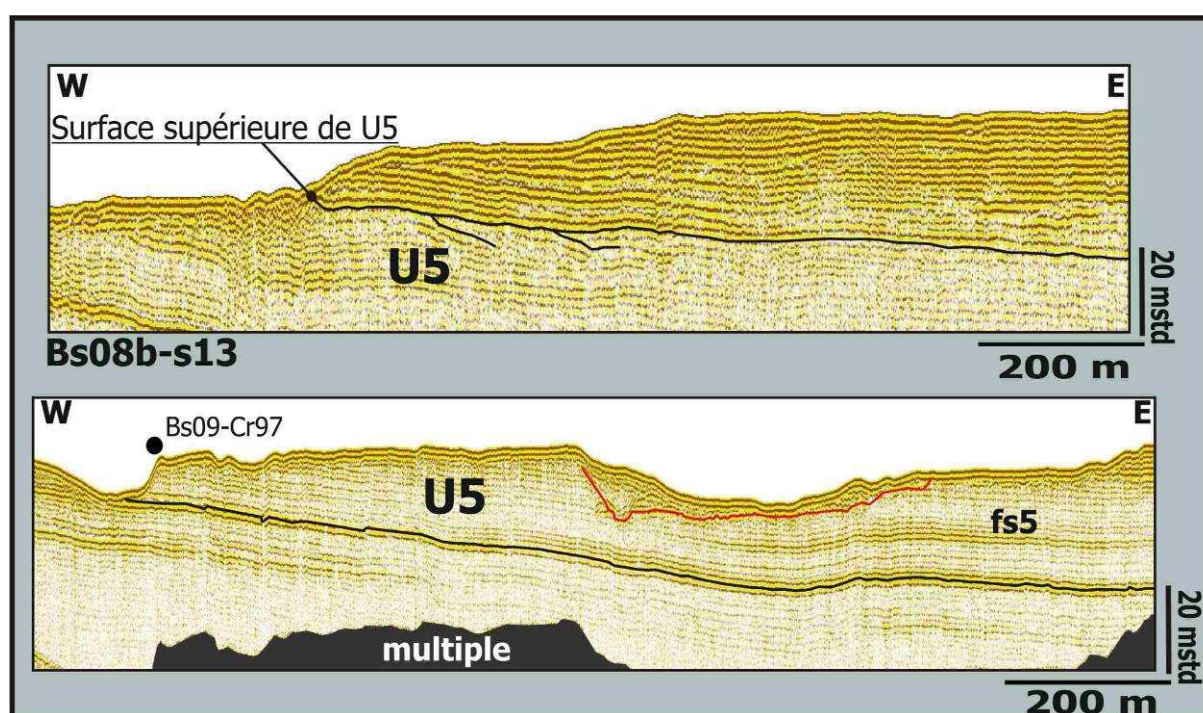 W
E
Surface supérieure de U5
U5
20 mstd
Bs08b-s13
200 m
W
E
Bs09-Cr97
U5
fs5
20 mstd
multiple
200 m